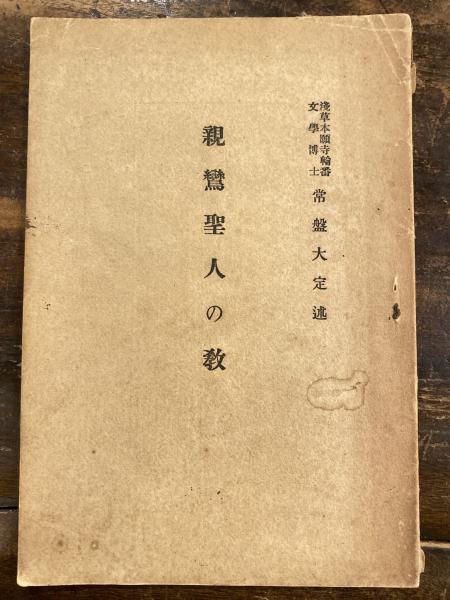 淺草本願寺輪番
文學博士
常盤大定述
親鸞聖人の教